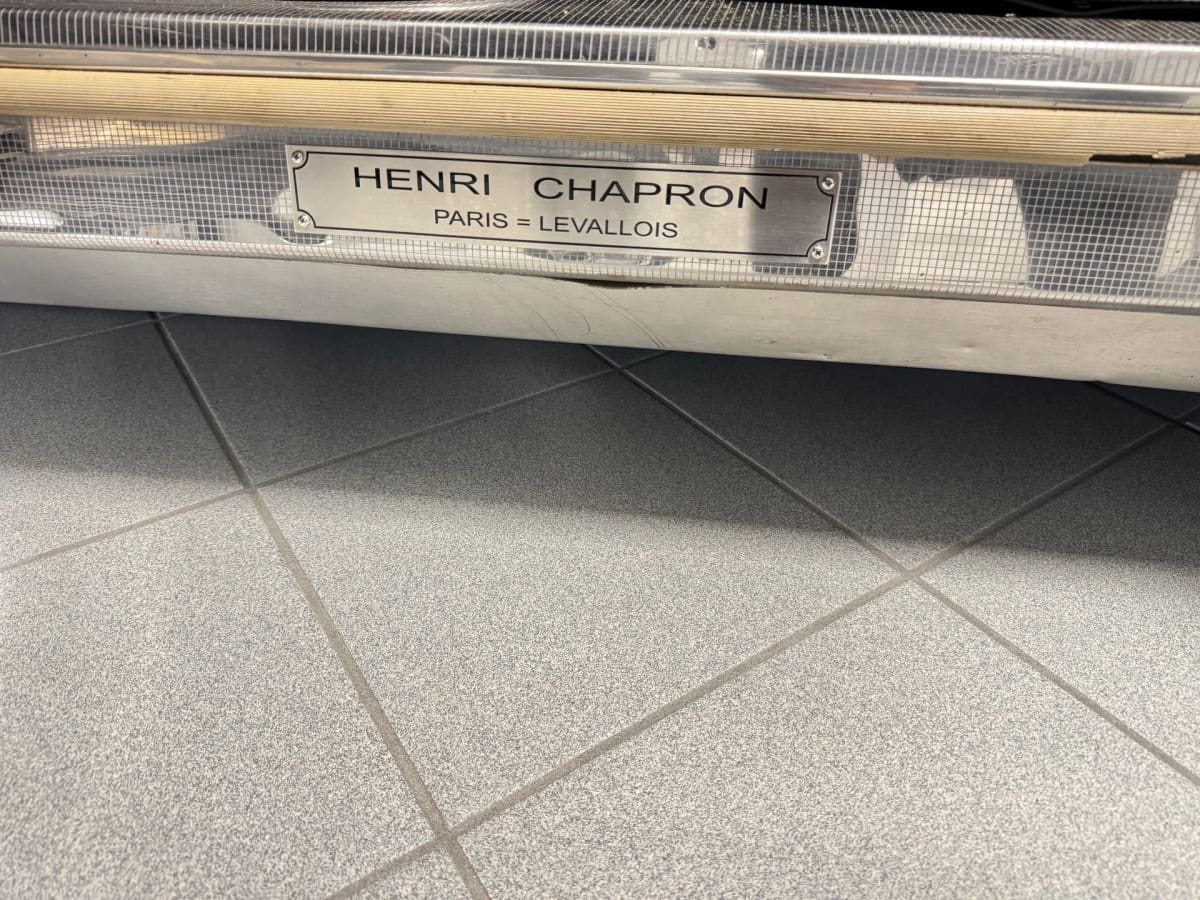 HENRI CHAPRON
PARIS = LEVALLOIS